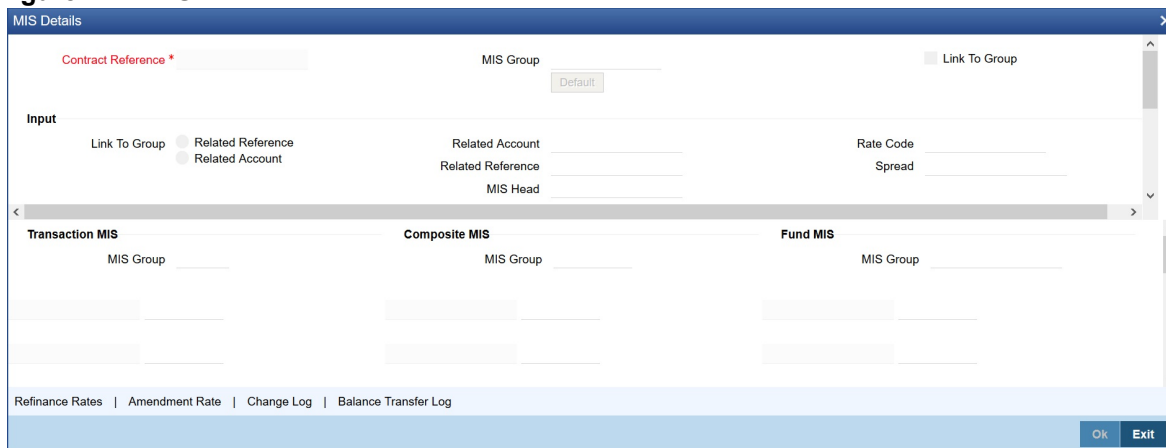 MIS Details
Contract Reference * MIS Group Link To Group
Default
Input
Link To Group Related Reference Related Account Rate Code
Related Account Related Reference Spread
MIS Head
Transaction MIS Composite MIS Fund MIS
MIS Group MIS Group MIS Group
Refinance Rates | Amendment Rate | Change Log | Balance Transfer Log
Ok Exit